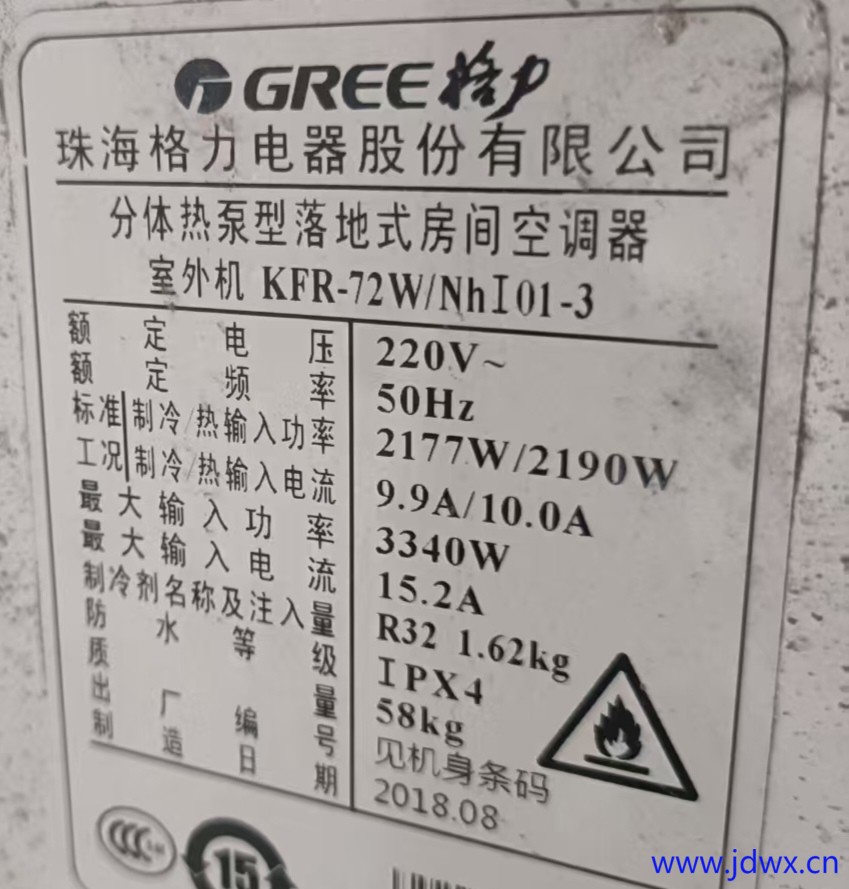 GREE 格力
珠海格力电器股份有限公司
分体热泵型落地式房间空调器
室外机 KFR-72W/NhI01-3
额定电压 220V~
额定频率 50Hz
标准工况 制冷/热输入功率 2177W/2190W
制冷/热输入电流 9.9A/10.0A
最大输入功率 3340W
最大输入电流 15.2A
制冷剂名称及注入量 R32 1.62kg
防水等级 IPX4
质量 58kg
出厂编号 见机身条码
制造日期 2018.08
15
www.jdwx.cn